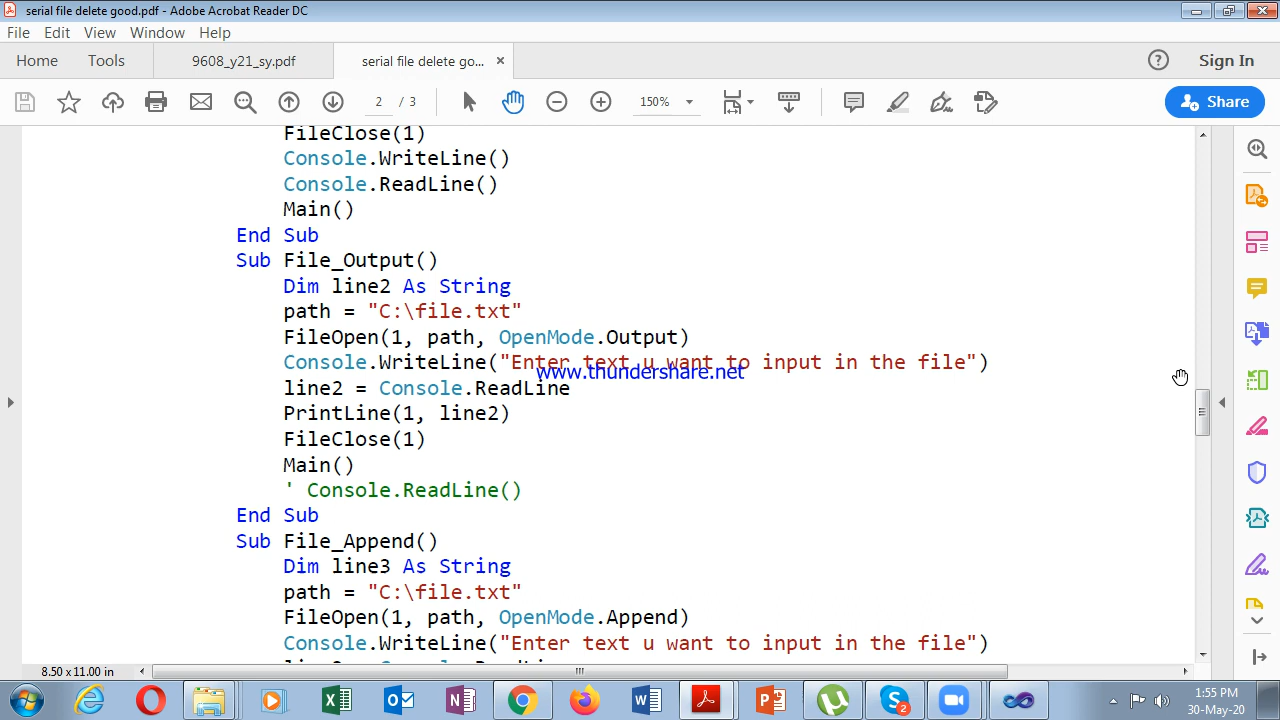 serial file delete good.pdf - Adobe Acrobat Reader DC
File Edit View Window Help
Home Tools 9608_y21_sy.pdf serial file delete go... × Sign In
2 / 3 150% Share
FileClose(1)
Console.WriteLine()
Console.ReadLine()
Main()
End Sub
Sub File_Output()
Dim line2 As String
path = "C:\file.txt"
FileOpen(1, path, OpenMode.Output)
Console.WriteLine("Enter text u want to input in the file")
www.thundershare.net
line2 = Console.ReadLine
PrintLine(1, line2)
FileClose(1)
Main()
' Console.ReadLine()
End Sub
Sub File_Append()
Dim line3 As String
path = "C:\file.txt"
FileOpen(1, path, OpenMode.Append)
Console.WriteLine("Enter text u want to input in the file")
8.50 x 11.00 in
1:55 PM
30-May-20